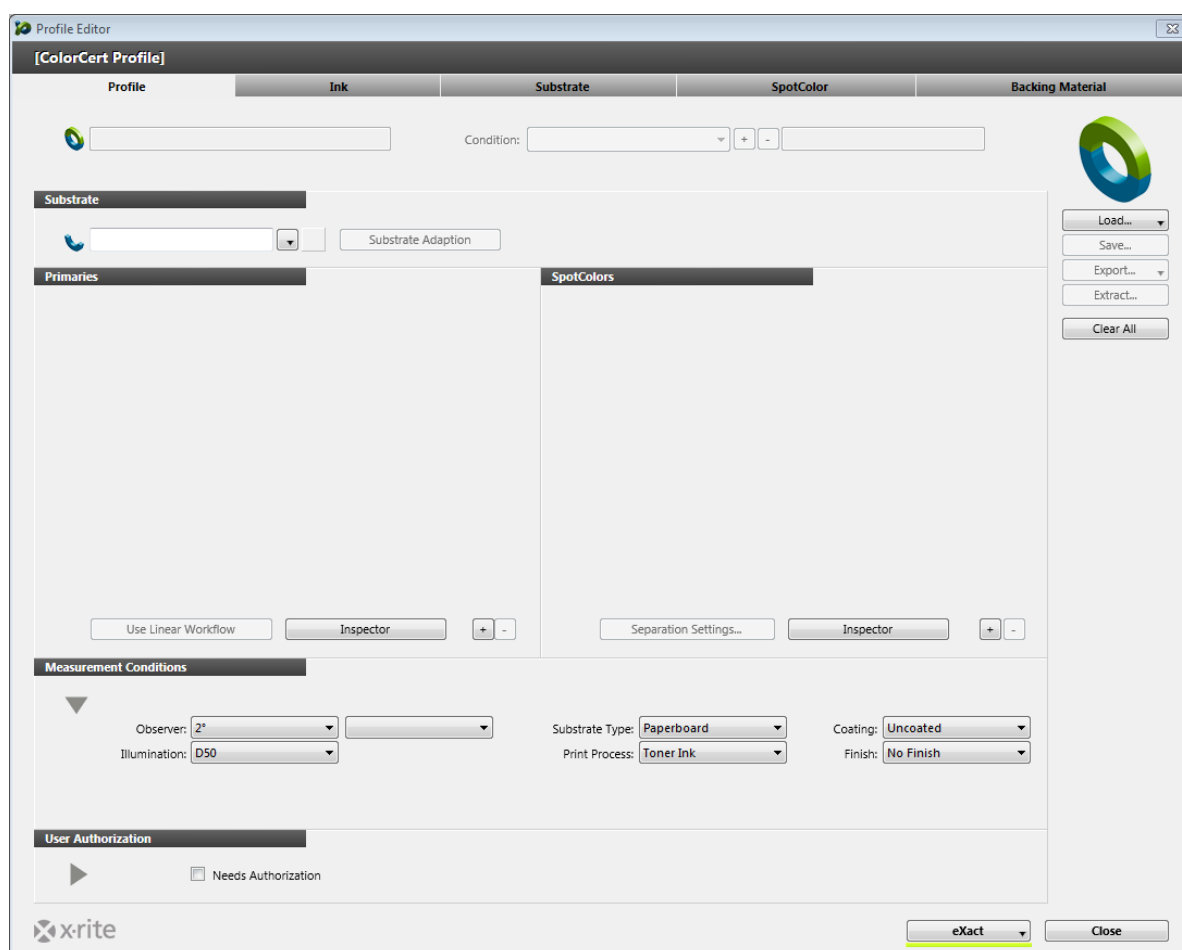 Profile Editor
[ColorCert Profile]
Profile Ink Substrate SpotColor Backing Material
Condition: + -
Substrate
Load...
Substrate Adaption
Save...
Primaries SpotColors
Export...
Extract...
Clear All
Use Linear Workflow Inspector + - Separation Settings... Inspector + -
Measurement Conditions
Observer: 2° Substrate Type: Paperboard Coating: Uncoated
Illumination: D50 Print Process: Toner Ink Finish: No Finish
User Authorization
Needs Authorization
x·rite eXact Close